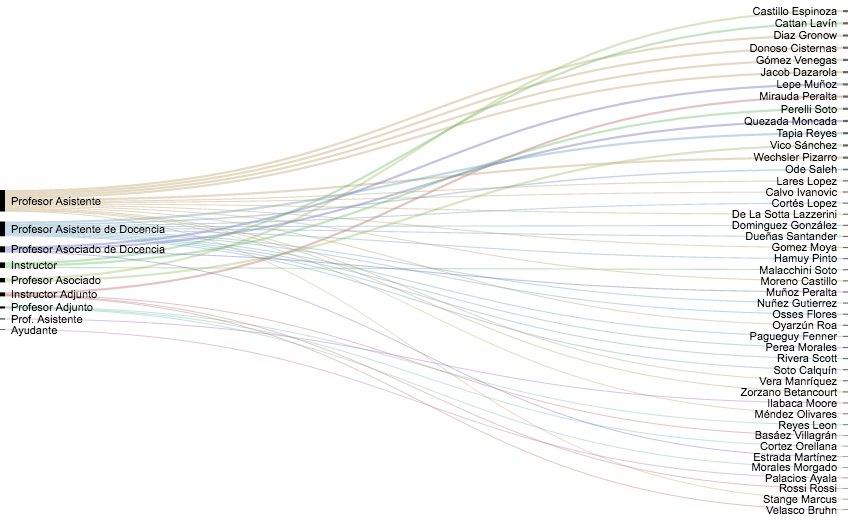 Profesor Asistente
Profesor Asistente de Docencia
Profesor Asociado de Docencia
Instructor
Profesor Asociado
Instructor Adjunto
Profesor Adjunto
Prof. Asistente
Ayudante
Castillo Espinoza
Cattan Lavín
Diaz Gronow
Donoso Cisternas
Gómez Venegas
Jacob Dazarola
Lepe Muñoz
Mirauda Peralta
Perelli Soto
Quezada Moncada
Tapia Reyes
Vico Sánchez
Wechsler Pizarro
Ode Saleh
Lares Lopez
Calvo Ivanovic
Cortés Lopez
De La Sotta Lazzerini
Dominguez González
Dueñas Santander
Gomez Moya
Hamuy Pinto
Malacchini Soto
Moreno Castillo
Muñoz Peralta
Nuñez Gutierrez
Osses Flores
Oyarzún Roa
Pagueguy Fenner
Perea Morales
Rivera Scott
Soto Calquín
Vera Manríquez
Zorzano Betancourt
Ilabaca Moore
Méndez Olivares
Reyes Leon
Basáez Villagrán
Cortez Orellana
Estrada Martínez
Morales Morgado
Palacios Ayala
Rossi Rossi
Stange Marcus
Velasco Bruhn